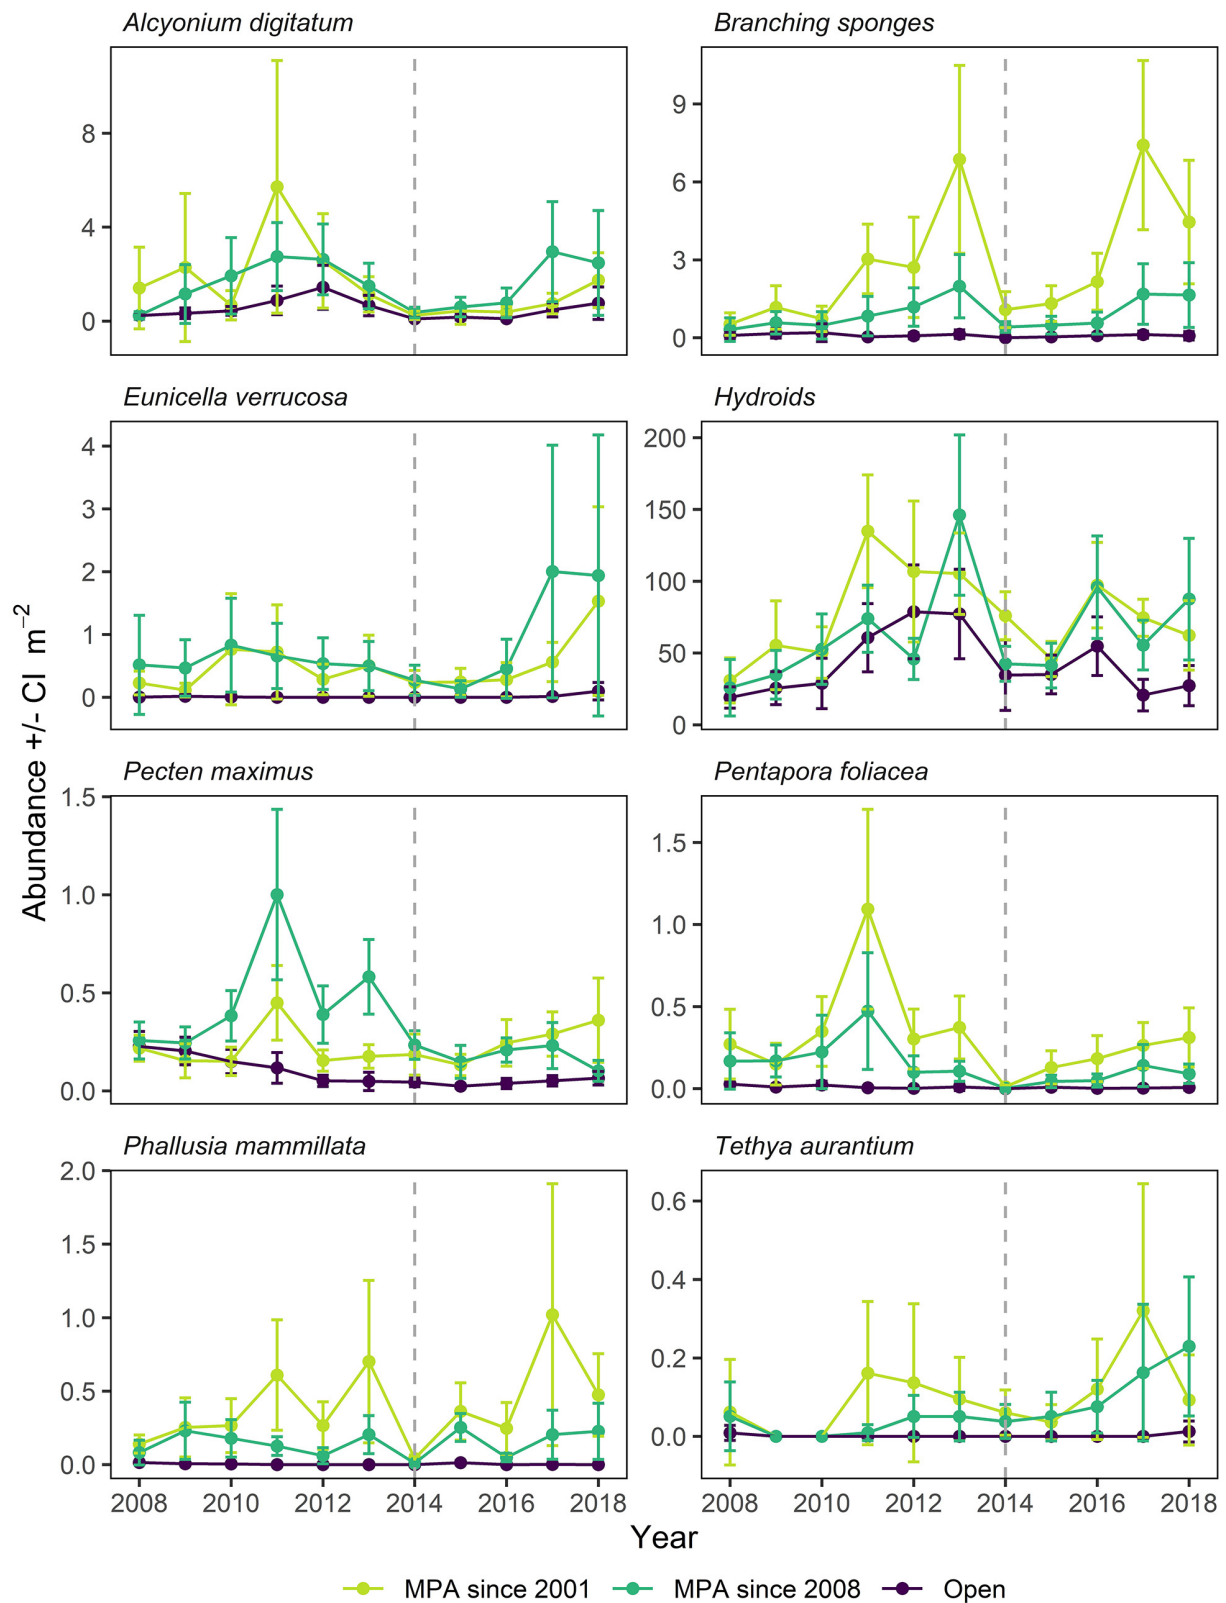 Alcyonium digitatum
Branching sponges
8
4
0
9
6
3
0
Eunicella verrucosa
Hydroids
4
3
2
1
0
200
150
100
50
0
Abundance +/- CI m⁻²
Pecten maximus
Pentapora foliacea
1.5
1.0
0.5
0.0
1.5
1.0
0.5
0.0
Phallusia mammillata
Tethya aurantium
2.0
1.5
1.0
0.5
0.0
0.6
0.4
0.2
0.0
2008 2010 2012 2014 2016 2018
2008 2010 2012 2014 2016 2018
Year
MPA since 2001 MPA since 2008 Open